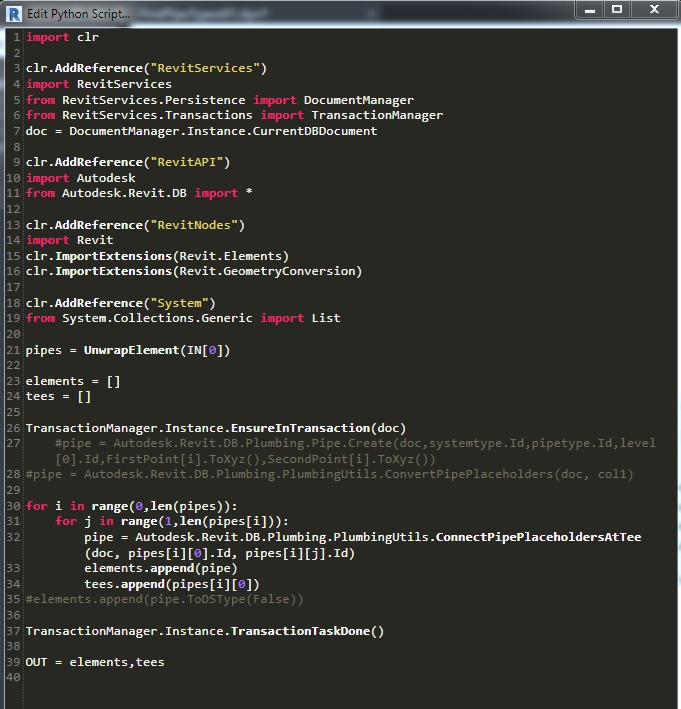 R Edit Python Script...
1 import clr
2
3 clr.AddReference("RevitServices")
4 import RevitServices
5 from RevitServices.Persistence import DocumentManager
6 from RevitServices.Transactions import TransactionManager
7 doc = DocumentManager.Instance.CurrentDBDocument
8
9 clr.AddReference("RevitAPI")
10 import Autodesk
11 from Autodesk.Revit.DB import *
12
13 clr.AddReference("RevitNodes")
14 import Revit
15 clr.ImportExtensions(Revit.Elements)
16 clr.ImportExtensions(Revit.GeometryConversion)
17
18 clr.AddReference("System")
19 from System.Collections.Generic import List
20
21 pipes = UnwrapElement(IN[0])
22
23 elements = []
24 tees = []
25
26 TransactionManager.Instance.EnsureInTransaction(doc)
27 #pipe = Autodesk.Revit.DB.Plumbing.Pipe.Create(doc,systemtype.Id,pipetype.Id,level
[0].Id,FirstPoint[i].ToXyz(),SecondPoint[i].ToXyz())
28 #pipe = Autodesk.Revit.DB.Plumbing.PlumbingUtils.ConvertPipePlaceholders(doc, col1)
29
30 for i in range(0,len(pipes)):
31 for j in range(1,len(pipes[i])):
32 pipe = Autodesk.Revit.DB.Plumbing.PlumbingUtils.ConnectPipePlaceholdersAtTee
(doc, pipes[i][0].Id, pipes[i][j].Id)
33 elements.append(pipe)
34 tees.append(pipes[i][0])
35 #elements.append(pipe.ToDSType(False))
36
37 TransactionManager.Instance.TransactionTaskDone()
38
39 OUT = elements,tees
40